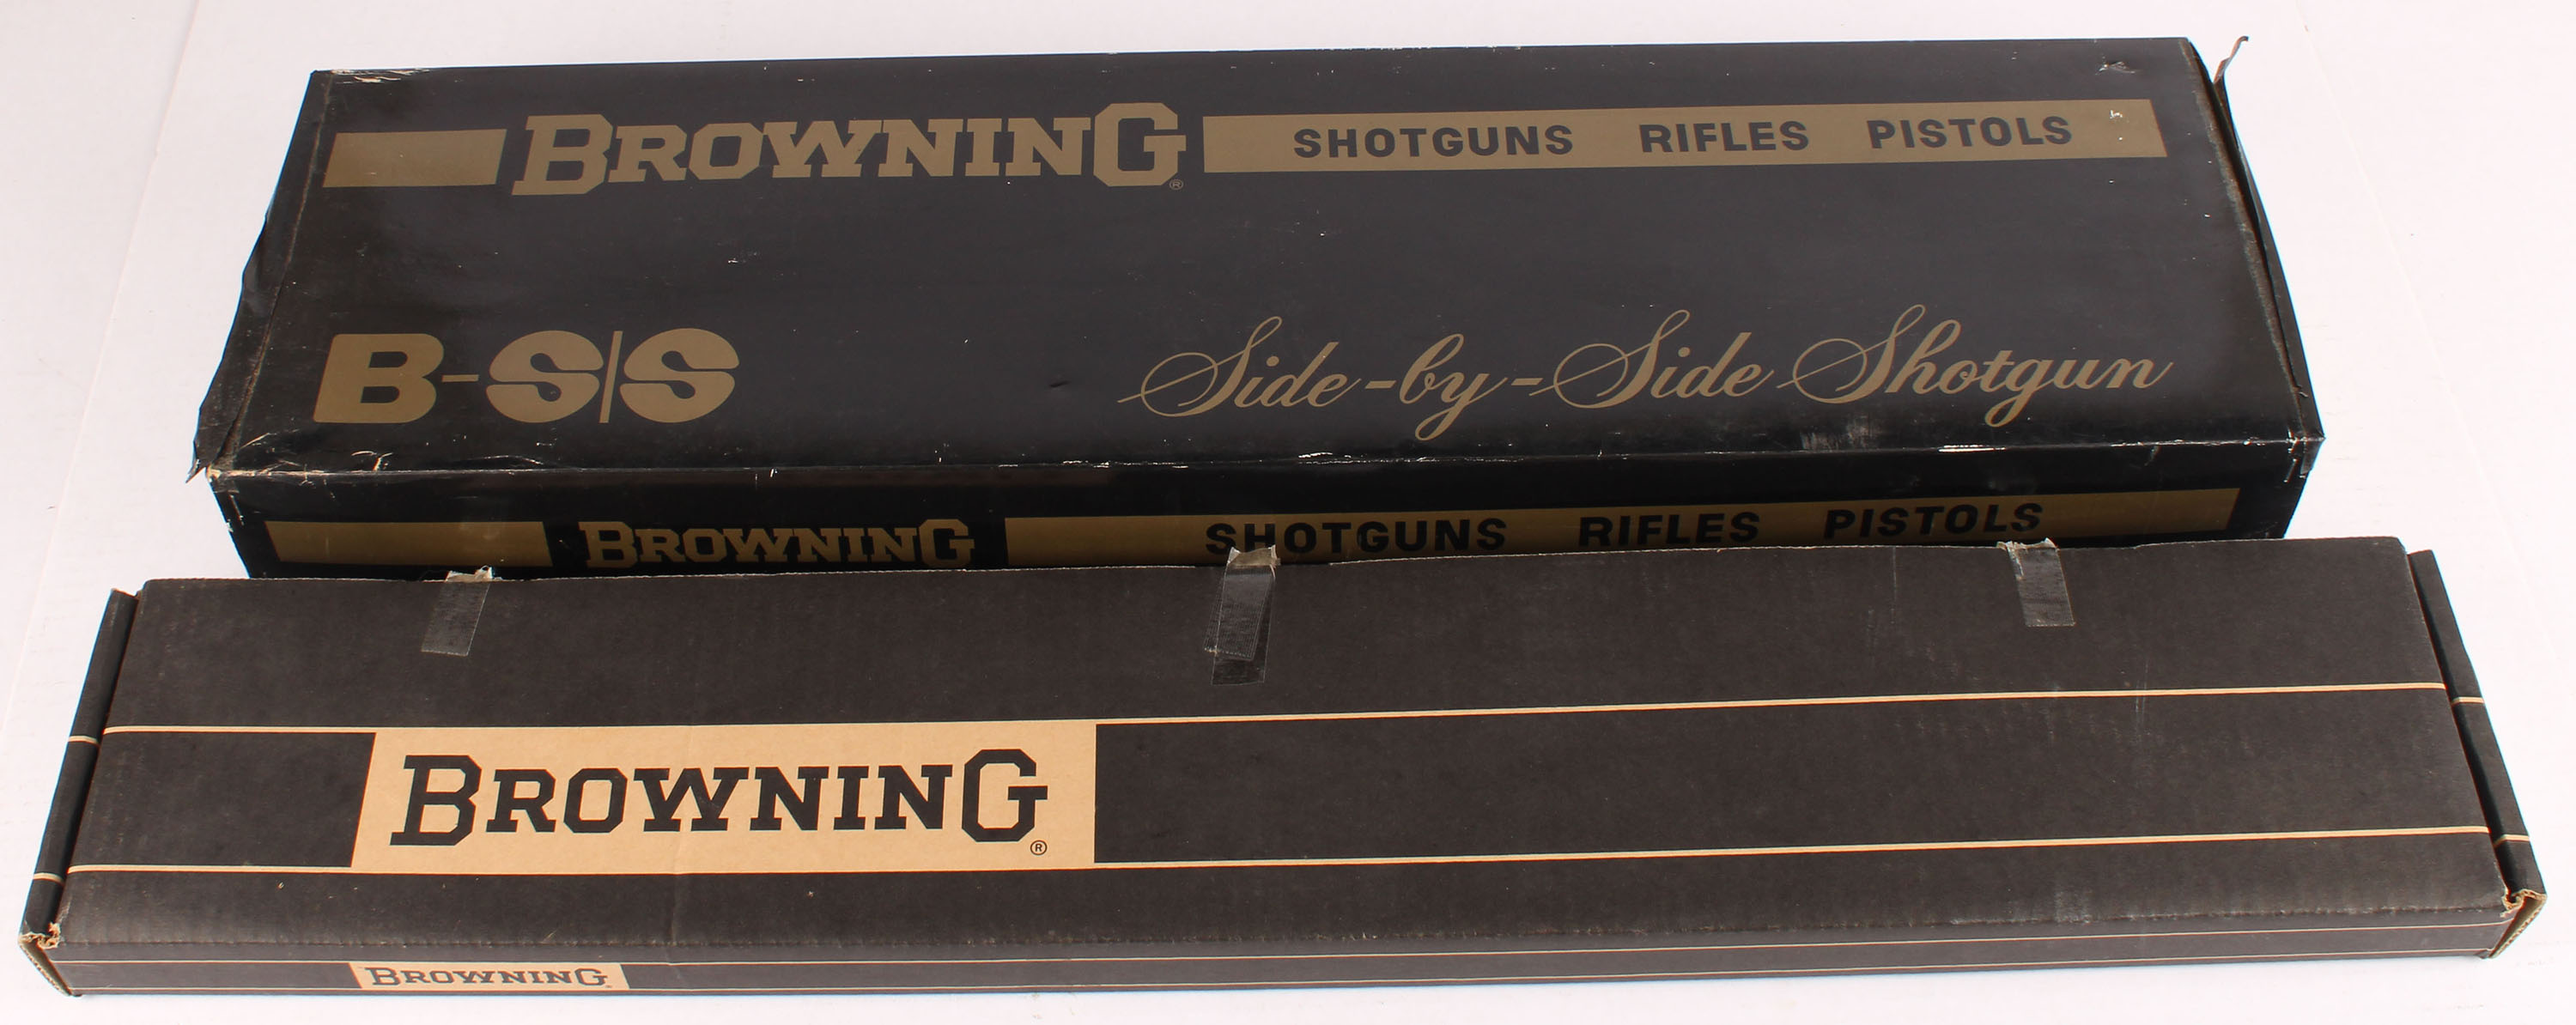 BROWNING® SHOTGUNS RIFLES PISTOLS
B-S|S Side-by-Side Shotgun
BROWNING SHOTGUNS RIFLES PISTOLS
BROWNING®
BROWNING